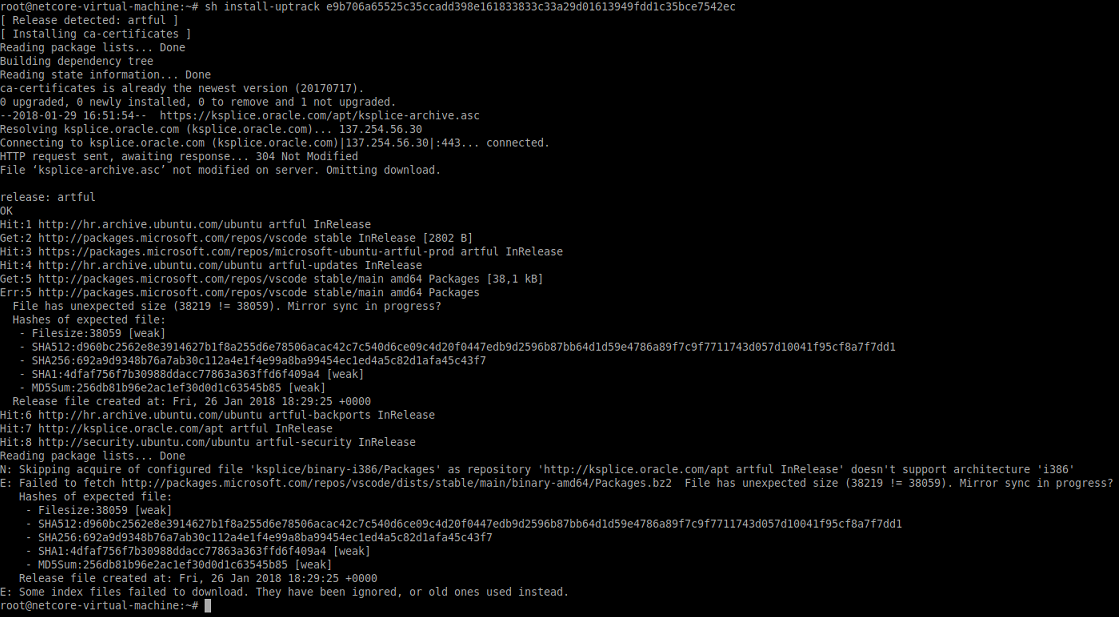 root@netcore-virtual-machine:~# sh install-uptrack e9b706a65525c35ccadd398e161833833c33a29d01613949fdd1c35bce7542ec
[ Release detected: artful ]
[ Installing ca-certificates ]
Reading package lists... Done
Building dependency tree
Reading state information... Done
ca-certificates is already the newest version (20170717).
0 upgraded, 0 newly installed, 0 to remove and 1 not upgraded.
--2018-01-29 16:51:54--  https://ksplice.oracle.com/apt/ksplice-archive.asc
Resolving ksplice.oracle.com (ksplice.oracle.com)... 137.254.56.30
Connecting to ksplice.oracle.com (ksplice.oracle.com)|137.254.56.30|:443... connected.
HTTP request sent, awaiting response... 304 Not Modified
File ‘ksplice-archive.asc’ not modified on server. Omitting download.

release: artful
OK
Hit:1 http://hr.archive.ubuntu.com/ubuntu artful InRelease
Get:2 http://packages.microsoft.com/repos/vscode stable InRelease [2802 B]
Hit:3 https://packages.microsoft.com/repos/microsoft-ubuntu-artful-prod artful InRelease
Hit:4 http://hr.archive.ubuntu.com/ubuntu artful-updates InRelease
Get:5 http://packages.microsoft.com/repos/vscode stable/main amd64 Packages [38,1 kB]
Err:5 http://packages.microsoft.com/repos/vscode stable/main amd64 Packages
  File has unexpected size (38219 != 38059). Mirror sync in progress?
  Hashes of expected file:
   - Filesize:38059 [weak]
   - SHA512:d960bc2562e8e3914627b1f8a255d6e78506acac42c7c540d6ce09c4d20f0447edb9d2596b87bb64d1d59e4786a89f7c9f7711743d057d10041f95cf8a7f7dd1
   - SHA256:692a9d9348b76a7ab30c112a4e1f4e99a8ba99454ec1ed4a5c82d1afa45c43f7
   - SHA1:4dfaf756f7b30988ddacc77863a363ffd6f409a4 [weak]
   - MD5Sum:256db81b96e2ac1ef30d0d1c63545b85 [weak]
  Release file created at: Fri, 26 Jan 2018 18:29:25 +0000
Hit:6 http://hr.archive.ubuntu.com/ubuntu artful-backports InRelease
Hit:7 http://ksplice.oracle.com/apt artful InRelease
Hit:8 http://security.ubuntu.com/ubuntu artful-security InRelease
Reading package lists... Done
N: Skipping acquire of configured file 'ksplice/binary-i386/Packages' as repository 'http://ksplice.oracle.com/apt artful InRelease' doesn't support architecture 'i386'
E: Failed to fetch http://packages.microsoft.com/repos/vscode/dists/stable/main/binary-amd64/Packages.bz2  File has unexpected size (38219 != 38059). Mirror sync in progress?
   Hashes of expected file:
    - Filesize:38059 [weak]
    - SHA512:d960bc2562e8e3914627b1f8a255d6e78506acac42c7c540d6ce09c4d20f0447edb9d2596b87bb64d1d59e4786a89f7c9f7711743d057d10041f95cf8a7f7dd1
    - SHA256:692a9d9348b76a7ab30c112a4e1f4e99a8ba99454ec1ed4a5c82d1afa45c43f7
    - SHA1:4dfaf756f7b30988ddacc77863a363ffd6f409a4 [weak]
    - MD5Sum:256db81b96e2ac1ef30d0d1c63545b85 [weak]
   Release file created at: Fri, 26 Jan 2018 18:29:25 +0000
E: Some index files failed to download. They have been ignored, or old ones used instead.
root@netcore-virtual-machine:~#